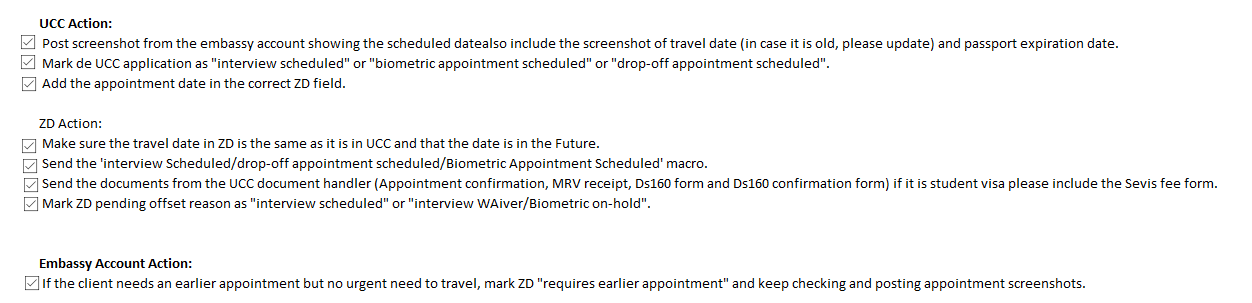 UCC Action:
Post screenshot from the embassy account showing the scheduled datealso include the screenshot of travel date (in case it is old, please update) and passport expiration date.
Mark de UCC application as "interview scheduled" or "biometric appointment scheduled" or "drop-off appointment scheduled".
Add the appointment date in the correct ZD field.
ZD Action:
Make sure the travel date in ZD is the same as it is in UCC and that the date is in the Future.
Send the 'interview Scheduled/drop-off appointment scheduled/Biometric Appointment Scheduled' macro.
Send the documents from the UCC document handler (Appointment confirmation, MRV receipt, Ds160 form and Ds160 confirmation form) if it is student visa please include the Sevis fee form.
Mark ZD pending offset reason as "interview scheduled" or "interview WAiver/Biometric on-hold".
Embassy Account Action:
If the client needs an earlier appointment but no urgent need to travel, mark ZD "requires earlier appointment" and keep checking and posting appointment screenshots.